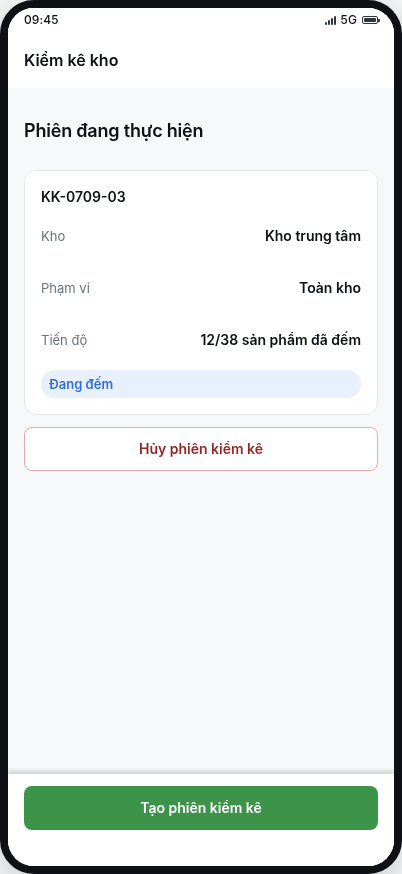 09:45
5G
Kiểm kê kho
Phiên đang thực hiện
KK-0709-03
Kho
Kho trung tâm
Phạm vi
Toàn kho
Tiến độ
12/38 sản phẩm đã đếm
Đang đếm
Hủy phiên kiểm kê
Tạo phiên kiểm kê